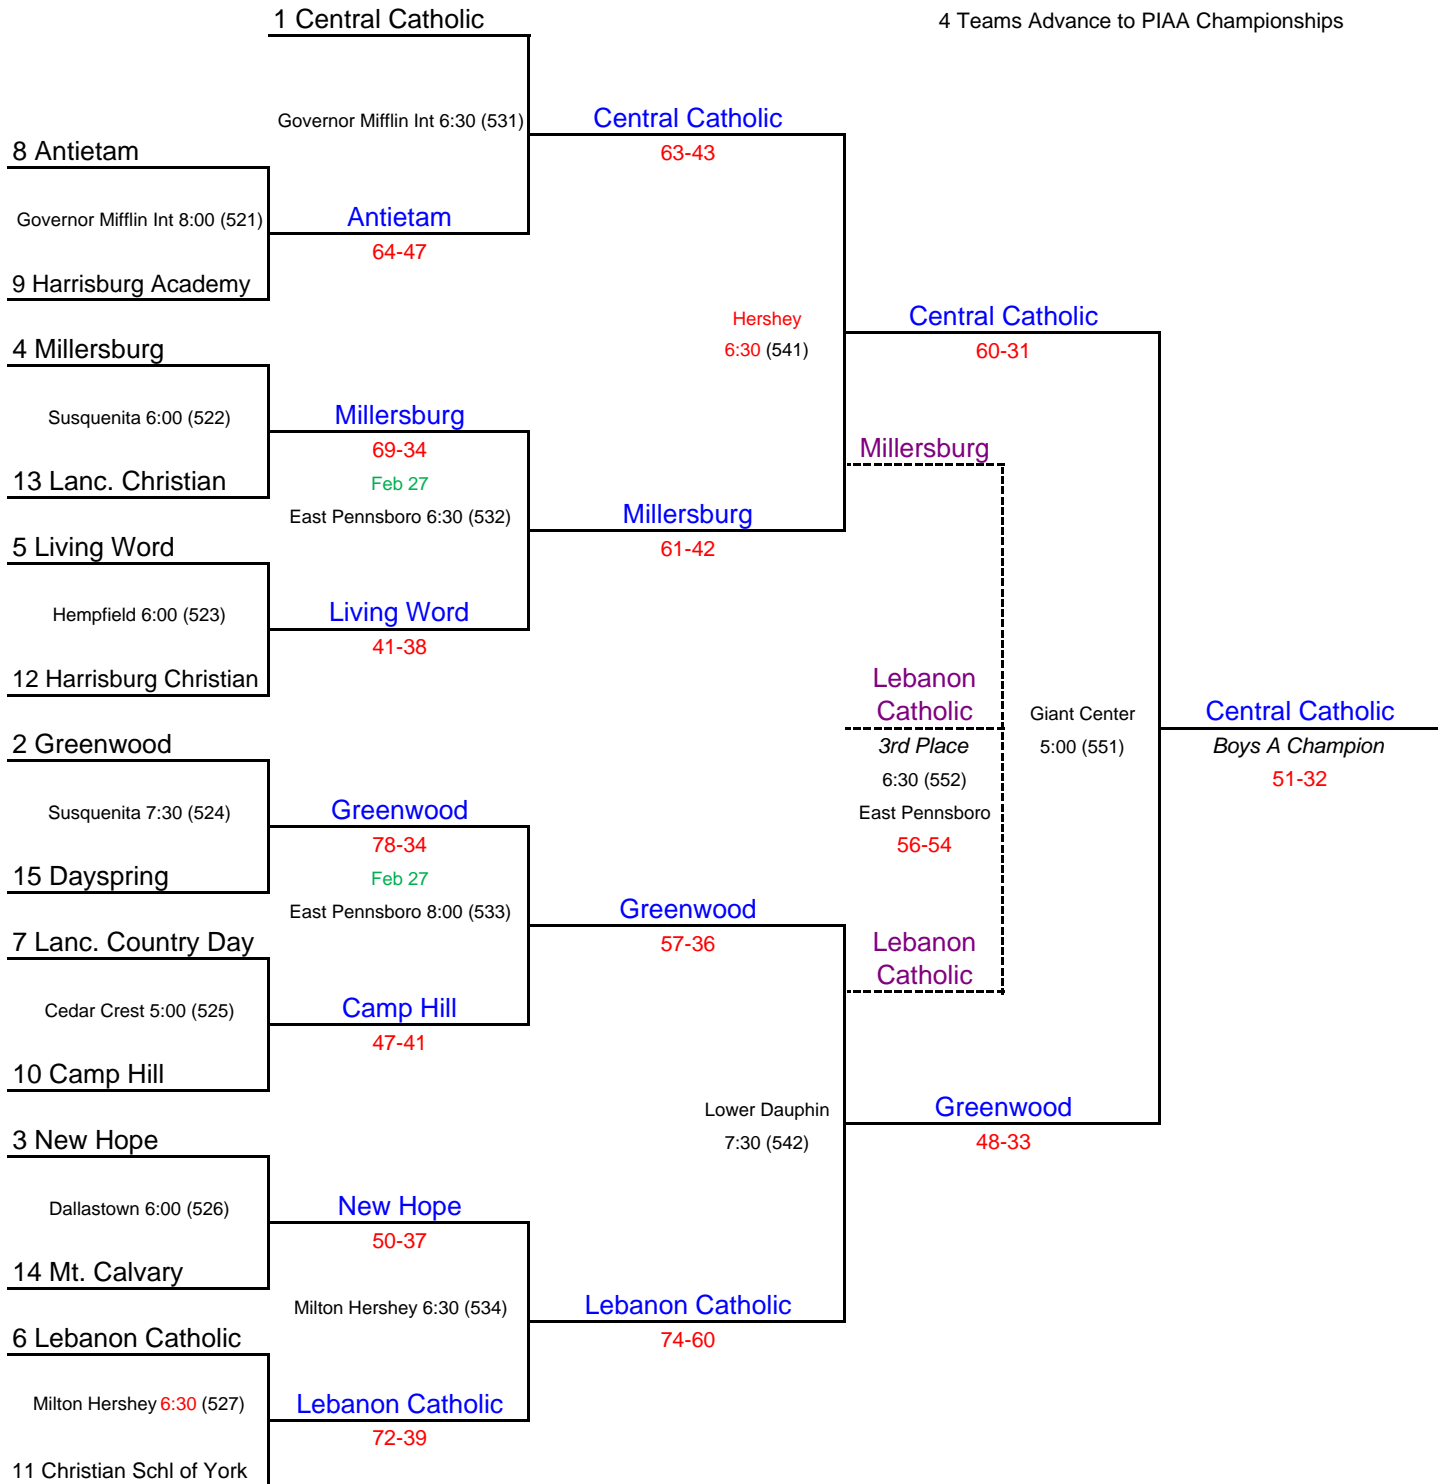 1 Central Catholic
4 Teams Advance to PIAA Championships
Governor Mifflin Int 6:30 (531)
Central Catholic
63-43
8 Antietam
Governor Mifflin Int 8:00 (521)
Antietam
64-47
9 Harrisburg Academy
Hershey
6:30 (541)
Central Catholic
60-31
4 Millersburg
Susquenita 6:00 (522)
Millersburg
69-34
Feb 27
13 Lanc. Christian
East Pennsboro 6:30 (532)
Millersburg
61-42
Millersburg
5 Living Word
Hempfield 6:00 (523)
Living Word
41-38
12 Harrisburg Christian
Lebanon
Catholic
3rd Place
6:30 (552)
East Pennsboro
56-54
Giant Center
5:00 (551)
Central Catholic
Boys A Champion
51-32
2 Greenwood
Susquenita 7:30 (524)
Greenwood
78-34
Feb 27
15 Dayspring
East Pennsboro 8:00 (533)
Greenwood
57-36
Lebanon
Catholic
7 Lanc. Country Day
Cedar Crest 5:00 (525)
Camp Hill
47-41
10 Camp Hill
Lower Dauphin
7:30 (542)
Greenwood
48-33
3 New Hope
Dallastown 6:00 (526)
New Hope
50-37
14 Mt. Calvary
Milton Hershey 6:30 (534)
Lebanon Catholic
74-60
6 Lebanon Catholic
Milton Hershey 6:30 (527)
Lebanon Catholic
72-39
11 Christian Schl of York